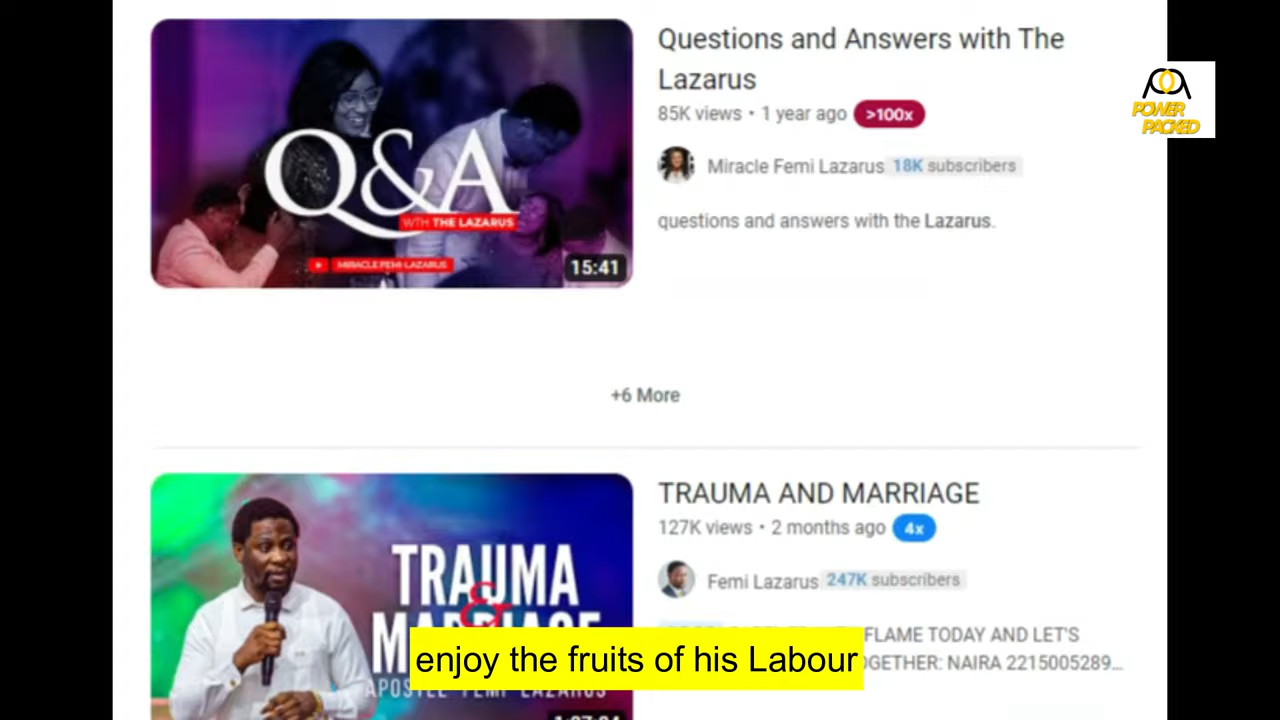 Questions and Answers with The
Lazarus
85K views • 1 year ago >100x
Miracle Femi Lazarus 18K subscribers
questions and answers with the Lazarus.
Q&A
WITH THE LAZARUS
MIRACLE FEMI LAZARUS
15:41
POWER
PACKED
+6 More
TRAUMA AND MARRIAGE
127K views • 2 months ago 4x
Femi Lazarus 247K subscribers
FLAME TODAY AND LET'S
NAIRA 2215005289...
TRAUMA
&
MARRIAGE
APOSTLE FEMI LAZARUS
enjoy the fruits of his Labour